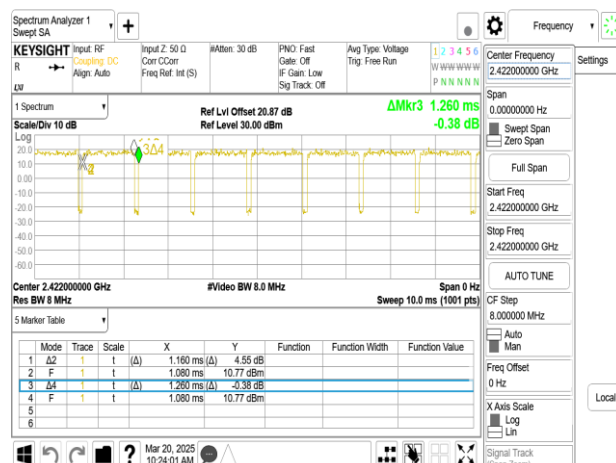 Spectrum Analyzer 1
Swept SA
Frequency
KEYSIGHT
R
Input: RF
Coupling: DC
Align: Auto
Input Z: 50 Ω
Corr CCorr
Freq Ref: Int (S)
#Atten: 30 dB
PNO: Fast
Gate: Off
IF Gain: Low
Sig Track: Off
Avg Type: Voltage
Trig: Free Run
1 2 3 4 5 6
W W W W W W
P N N N N N
Center Frequency
2.422000000 GHz
Settings
1 Spectrum
Scale/Div 10 dB
Ref Lvl Offset 20.87 dB
Ref Level 30.00 dBm
ΔMkr3 1.260 ms
-0.38 dB
Span
0.00000000 Hz
Swept Span
Zero Span
Log
20.0
10.0
0.00
-10.0
-20.0
-30.0
-40.0
-50.0
-60.0
3Δ4
Full Span
Start Freq
2.422000000 GHz
Stop Freq
2.422000000 GHz
AUTO TUNE
Center 2.422000000 GHz
Res BW 8 MHz
#Video BW 8.0 MHz
Span 0 Hz
Sweep 10.0 ms (1001 pts)
CF Step
8.000000 MHz
Auto
Man
5 Marker Table
Mode Trace Scale X Y Function Function Width Function Value
1 Δ2 1 t (Δ) 1.160 ms (Δ) 4.55 dB
2 F 1 t 1.080 ms 10.77 dBm
3 Δ4 1 t (Δ) 1.260 ms (Δ) -0.38 dB
4 F 1 t 1.080 ms 10.77 dBm
5
6
Freq Offset
0 Hz
Local
X Axis Scale
Log
Lin
Signal Track
?
Mar 20, 2025
10:24:01 AM